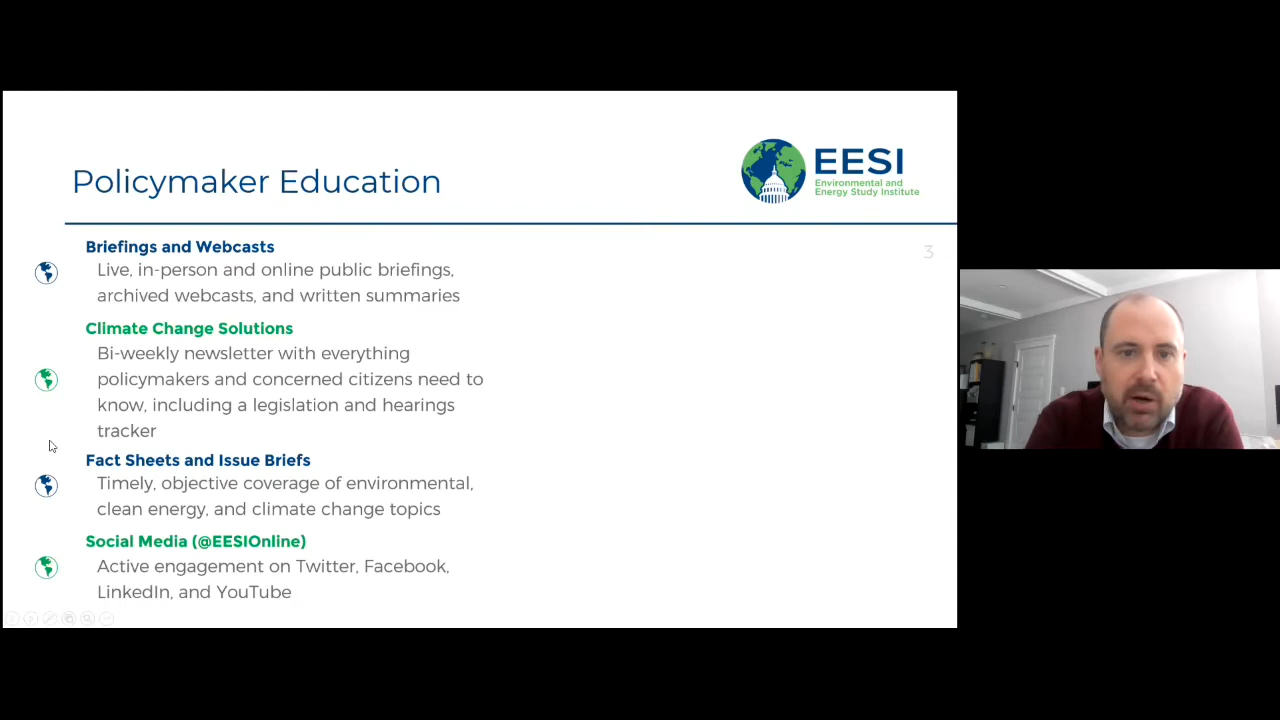 Policymaker Education
EESI
Environmental and
Energy Study Institute
3
Briefings and Webcasts
Live, in-person and online public briefings,
archived webcasts, and written summaries
Climate Change Solutions
Bi-weekly newsletter with everything
policymakers and concerned citizens need to
know, including a legislation and hearings
tracker
Fact Sheets and Issue Briefs
Timely, objective coverage of environmental,
clean energy, and climate change topics
Social Media (@EESIOnline)
Active engagement on Twitter, Facebook,
LinkedIn, and YouTube